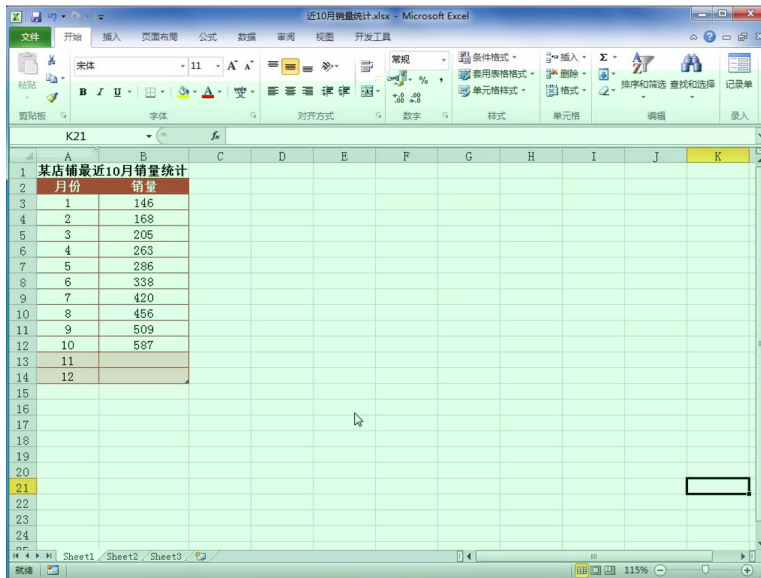 近10月销量统计.xlsx - Microsoft Excel
文件 开始 插入 页面布局 公式 数据 审阅 视图 开发工具
宋体 11 A A 常规 条件格式 插入 Σ
粘贴 B I U A 变 % , 套用表格格式 删除 排序和筛选 查找和选择 记录单
.0 .00 .00 .0 单元格样式 格式
剪贴板 字体 对齐方式 数字 样式 单元格 编辑 录入
K21 fx
A B C D E F G H I J K
1 某店铺最近10月销量统计
2 月份 销量
3 1 146
4 2 168
5 3 205
6 4 263
7 5 286
8 6 338
9 7 420
10 8 456
11 9 509
12 10 587
13 11
14 12
15
16
17
18
19
20
21
22
23
24
Sheet1 Sheet2 Sheet3
就绪 115%